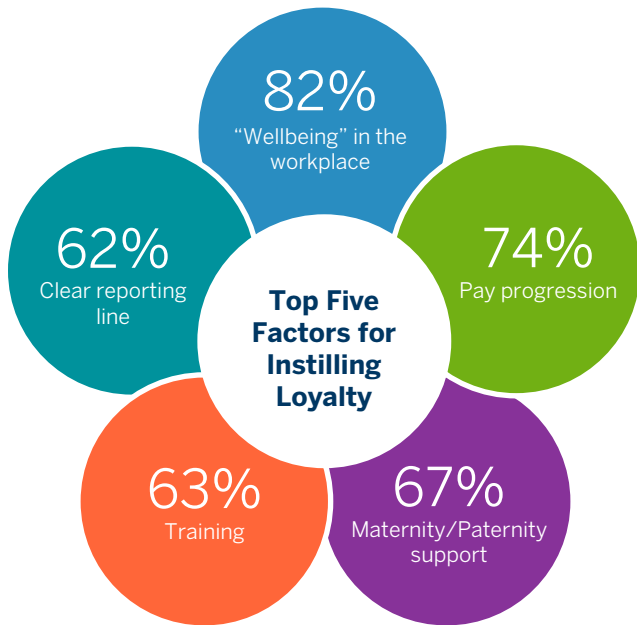 82%
“Wellbeing” in the
workplace
74%
Pay progression
67%
Maternity/Paternity
support
63%
Training
62%
Clear reporting
line
Top Five
Factors for
Instilling
Loyalty